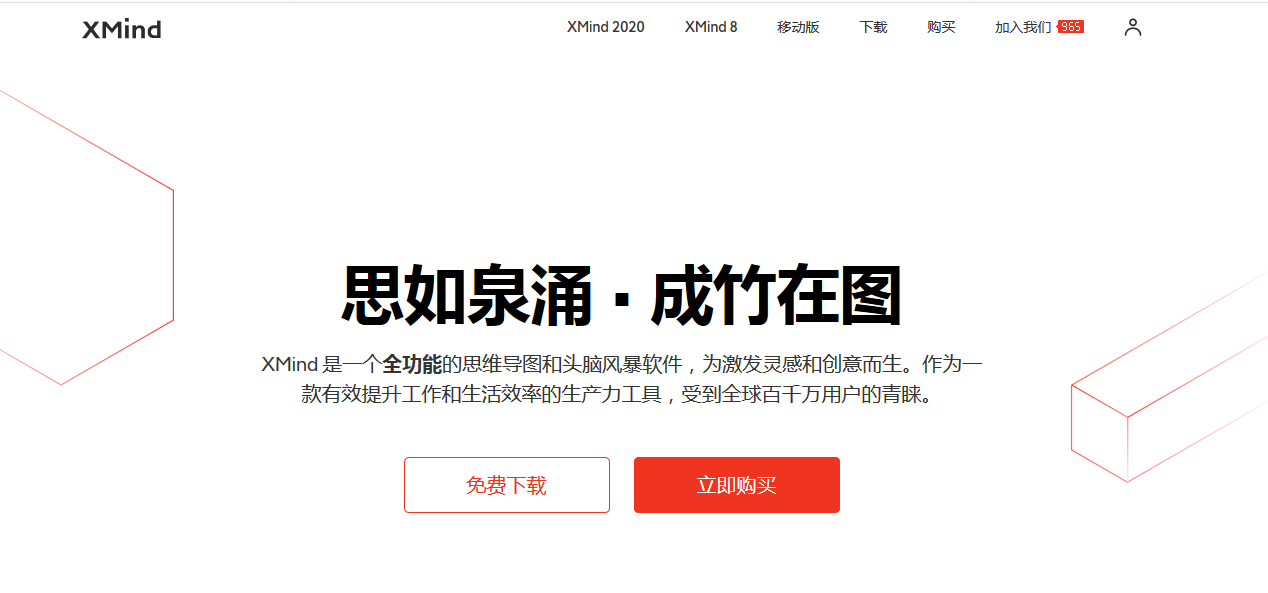 XMind
XMind 2020 XMind 8 移动版 下载 购买 加入我们 965
思如泉涌 · 成竹在图
XMind 是一个全功能的思维导图和头脑风暴软件，为激发灵感和创意而生。作为一
款有效提升工作和生活效率的生产力工具，受到全球百千万用户的青睐。
免费下载 立即购买